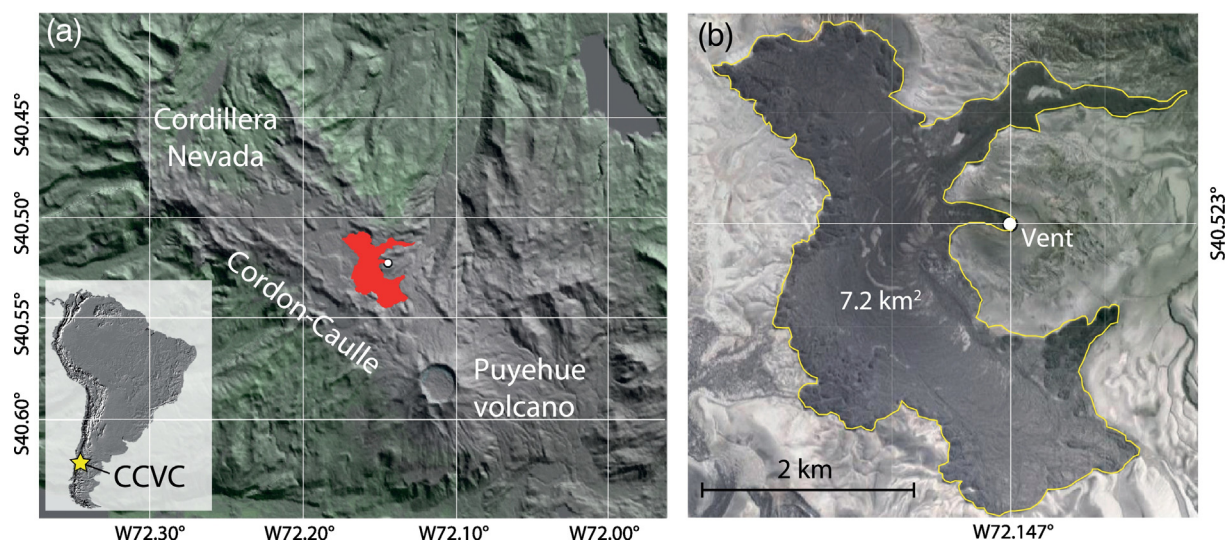 (a)
Cordillera
Nevada
Cordon-Caulle
Puyehue
volcano
CCVC
S40.45°
S40.50°
S40.55°
S40.60°
W72.30°
W72.20°
W72.10°
W72.00°
(b)
Vent
7.2 km²
2 km
S40.523°
W72.147°